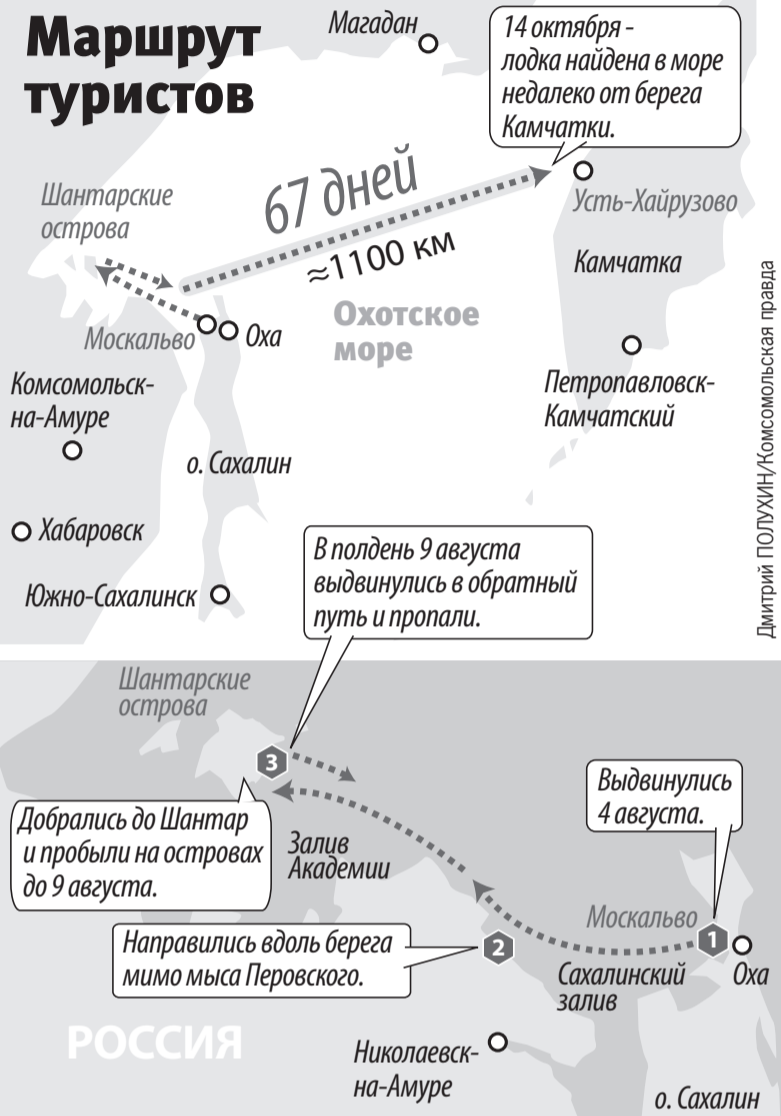 Маршрут
туристов
Магадан
14 октября -
лодка найдена в море
недалеко от берега
Камчатки.
67 дней
≈1100 км
Шантарские
острова
Усть-Хайрузово
Камчатка
Охотское
море
Москальво
Оха
Комсомольск-
на-Амуре
Петропавловск-
Камчатский
о. Сахалин
Хабаровск
Южно-Сахалинск
Дмитрий ПОЛУХИН/Комсомольская правда
В полдень 9 августа
выдвинулись в обратный
путь и пропали.
Шантарские
острова
3
Выдвинулись
4 августа.
Добрались до Шантар
и пробыли на островах
до 9 августа.
Залив
Академии
Москальво
1
Оха
Направились вдоль берега
мимо мыса Перовского.
2
Сахалинский
залив
РОССИЯ
Николаевск-
на-Амуре
о. Сахалин